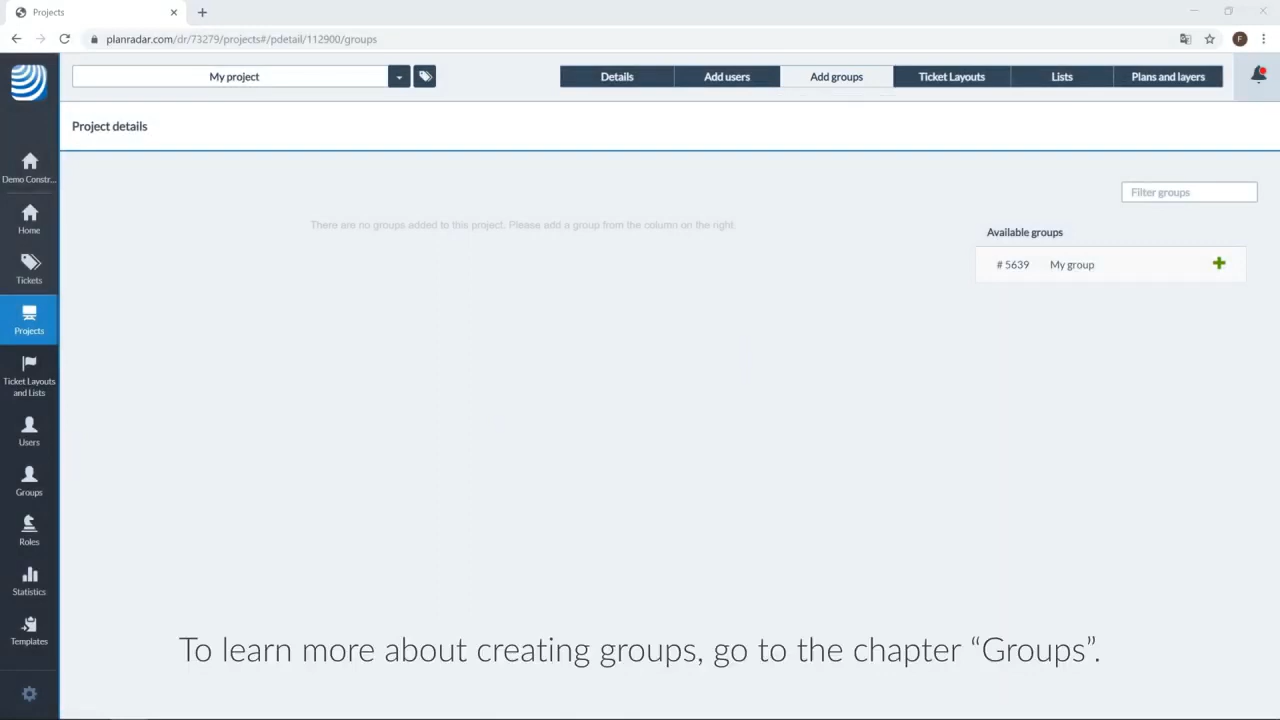 Projects
planradar.com/dr/73279/projects#/pdetail/112900/groups
F
My project
Details
Add users
Add groups
Ticket Layouts
Lists
Plans and layers
Project details
Demo Constr...
Home
Tickets
Projects
Ticket Layouts
and Lists
Users
Groups
Roles
Statistics
Templates
There are no groups added to this project. Please add a group from the column on the right.
Filter groups
Available groups
# 5639 My group
To learn more about creating groups, go to the chapter “Groups”.